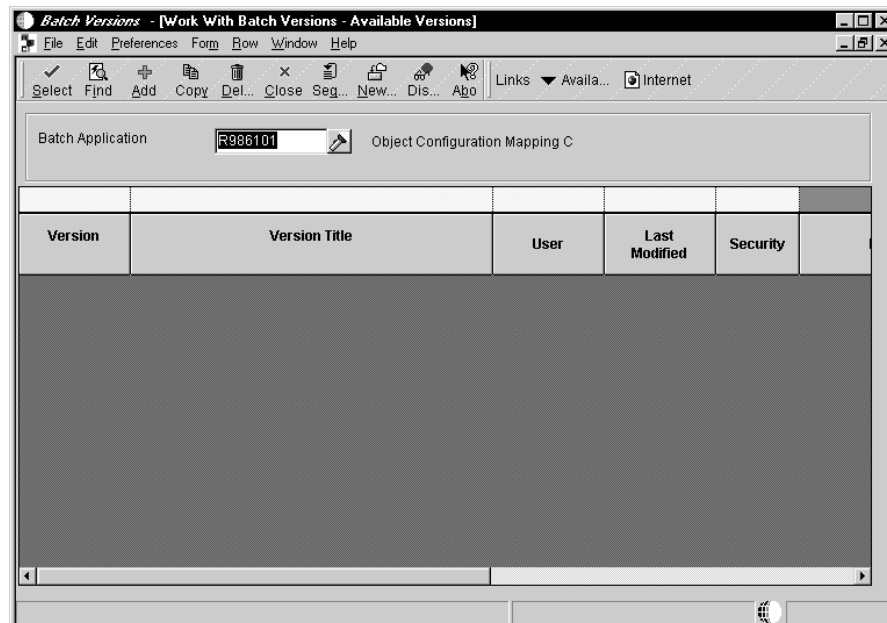 Batch Versions - [Work With Batch Versions - Available Versions]
File Edit Preferences Form Row Window Help
Select Find Add Copy Del... Close Seq... New... Dis... Abo Links Availa... Internet
Batch Application R986101 Object Configuration Mapping C
Version Version Title User Last Modified Security